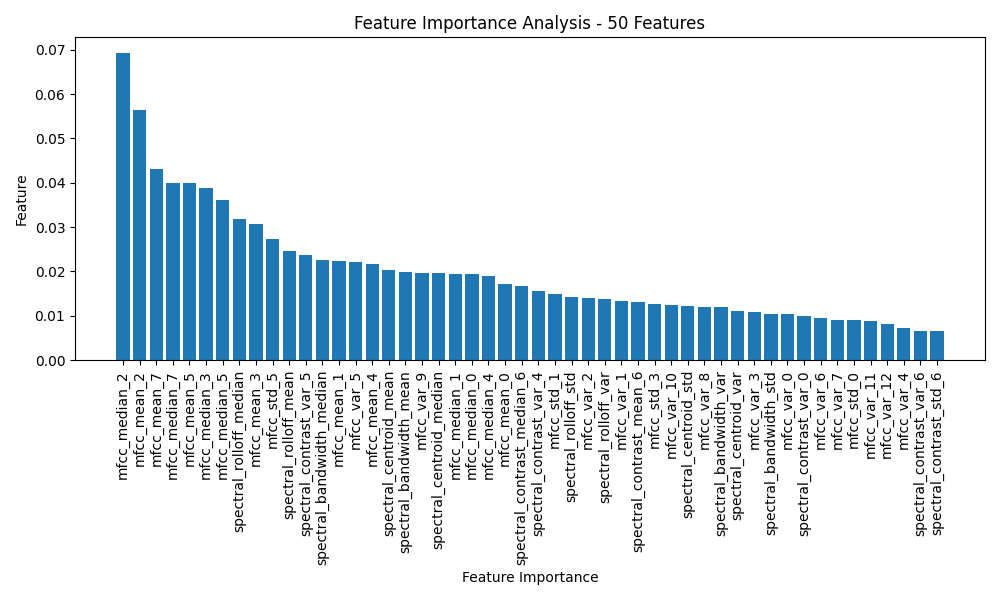 Feature Importance Analysis - 50 Features
Feature
0.07
0.06
0.05
0.04
0.03
0.02
0.01
0.00
mfcc_median_2
mfcc_mean_2
mfcc_mean_7
mfcc_median_7
mfcc_mean_5
mfcc_median_3
mfcc_median_5
spectral_rolloff_median
mfcc_mean_3
mfcc_std_5
spectral_rolloff_mean
spectral_contrast_var_5
spectral_bandwidth_median
mfcc_mean_1
mfcc_var_5
mfcc_mean_4
spectral_centroid_mean
spectral_bandwidth_mean
mfcc_var_9
spectral_centroid_median
mfcc_median_1
mfcc_median_0
mfcc_median_4
mfcc_mean_0
spectral_contrast_median_6
spectral_contrast_var_4
mfcc_std_1
spectral_rolloff_std
mfcc_var_2
spectral_rolloff_var
mfcc_var_1
spectral_contrast_mean_6
mfcc_std_3
mfcc_var_10
spectral_centroid_std
mfcc_var_8
spectral_bandwidth_var
spectral_centroid_var
mfcc_var_3
spectral_bandwidth_std
mfcc_var_0
spectral_contrast_var_0
mfcc_var_6
mfcc_var_7
mfcc_std_0
mfcc_var_11
mfcc_var_12
mfcc_var_4
spectral_contrast_var_6
spectral_contrast_std_6
Feature Importance